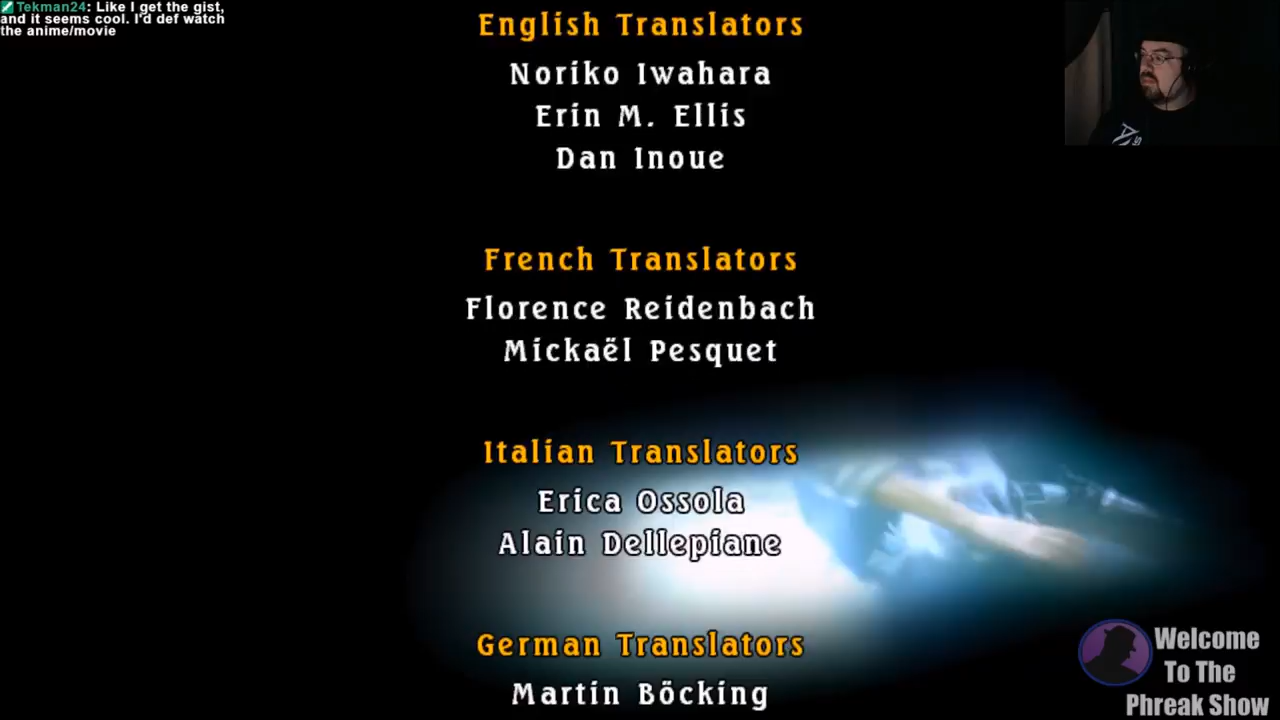 Tekman24: Like I get the gist,
and it seems cool. I'd def watch
the anime/movie
English Translators
Noriko Iwahara
Erin M. Ellis
Dan Inoue
French Translators
Florence Reidenbach
Mickaël Pesquet
Italian Translators
Erica Ossola
Alain Dellepiane
German Translators
Martin Böcking
Welcome
To The
Phreak Show